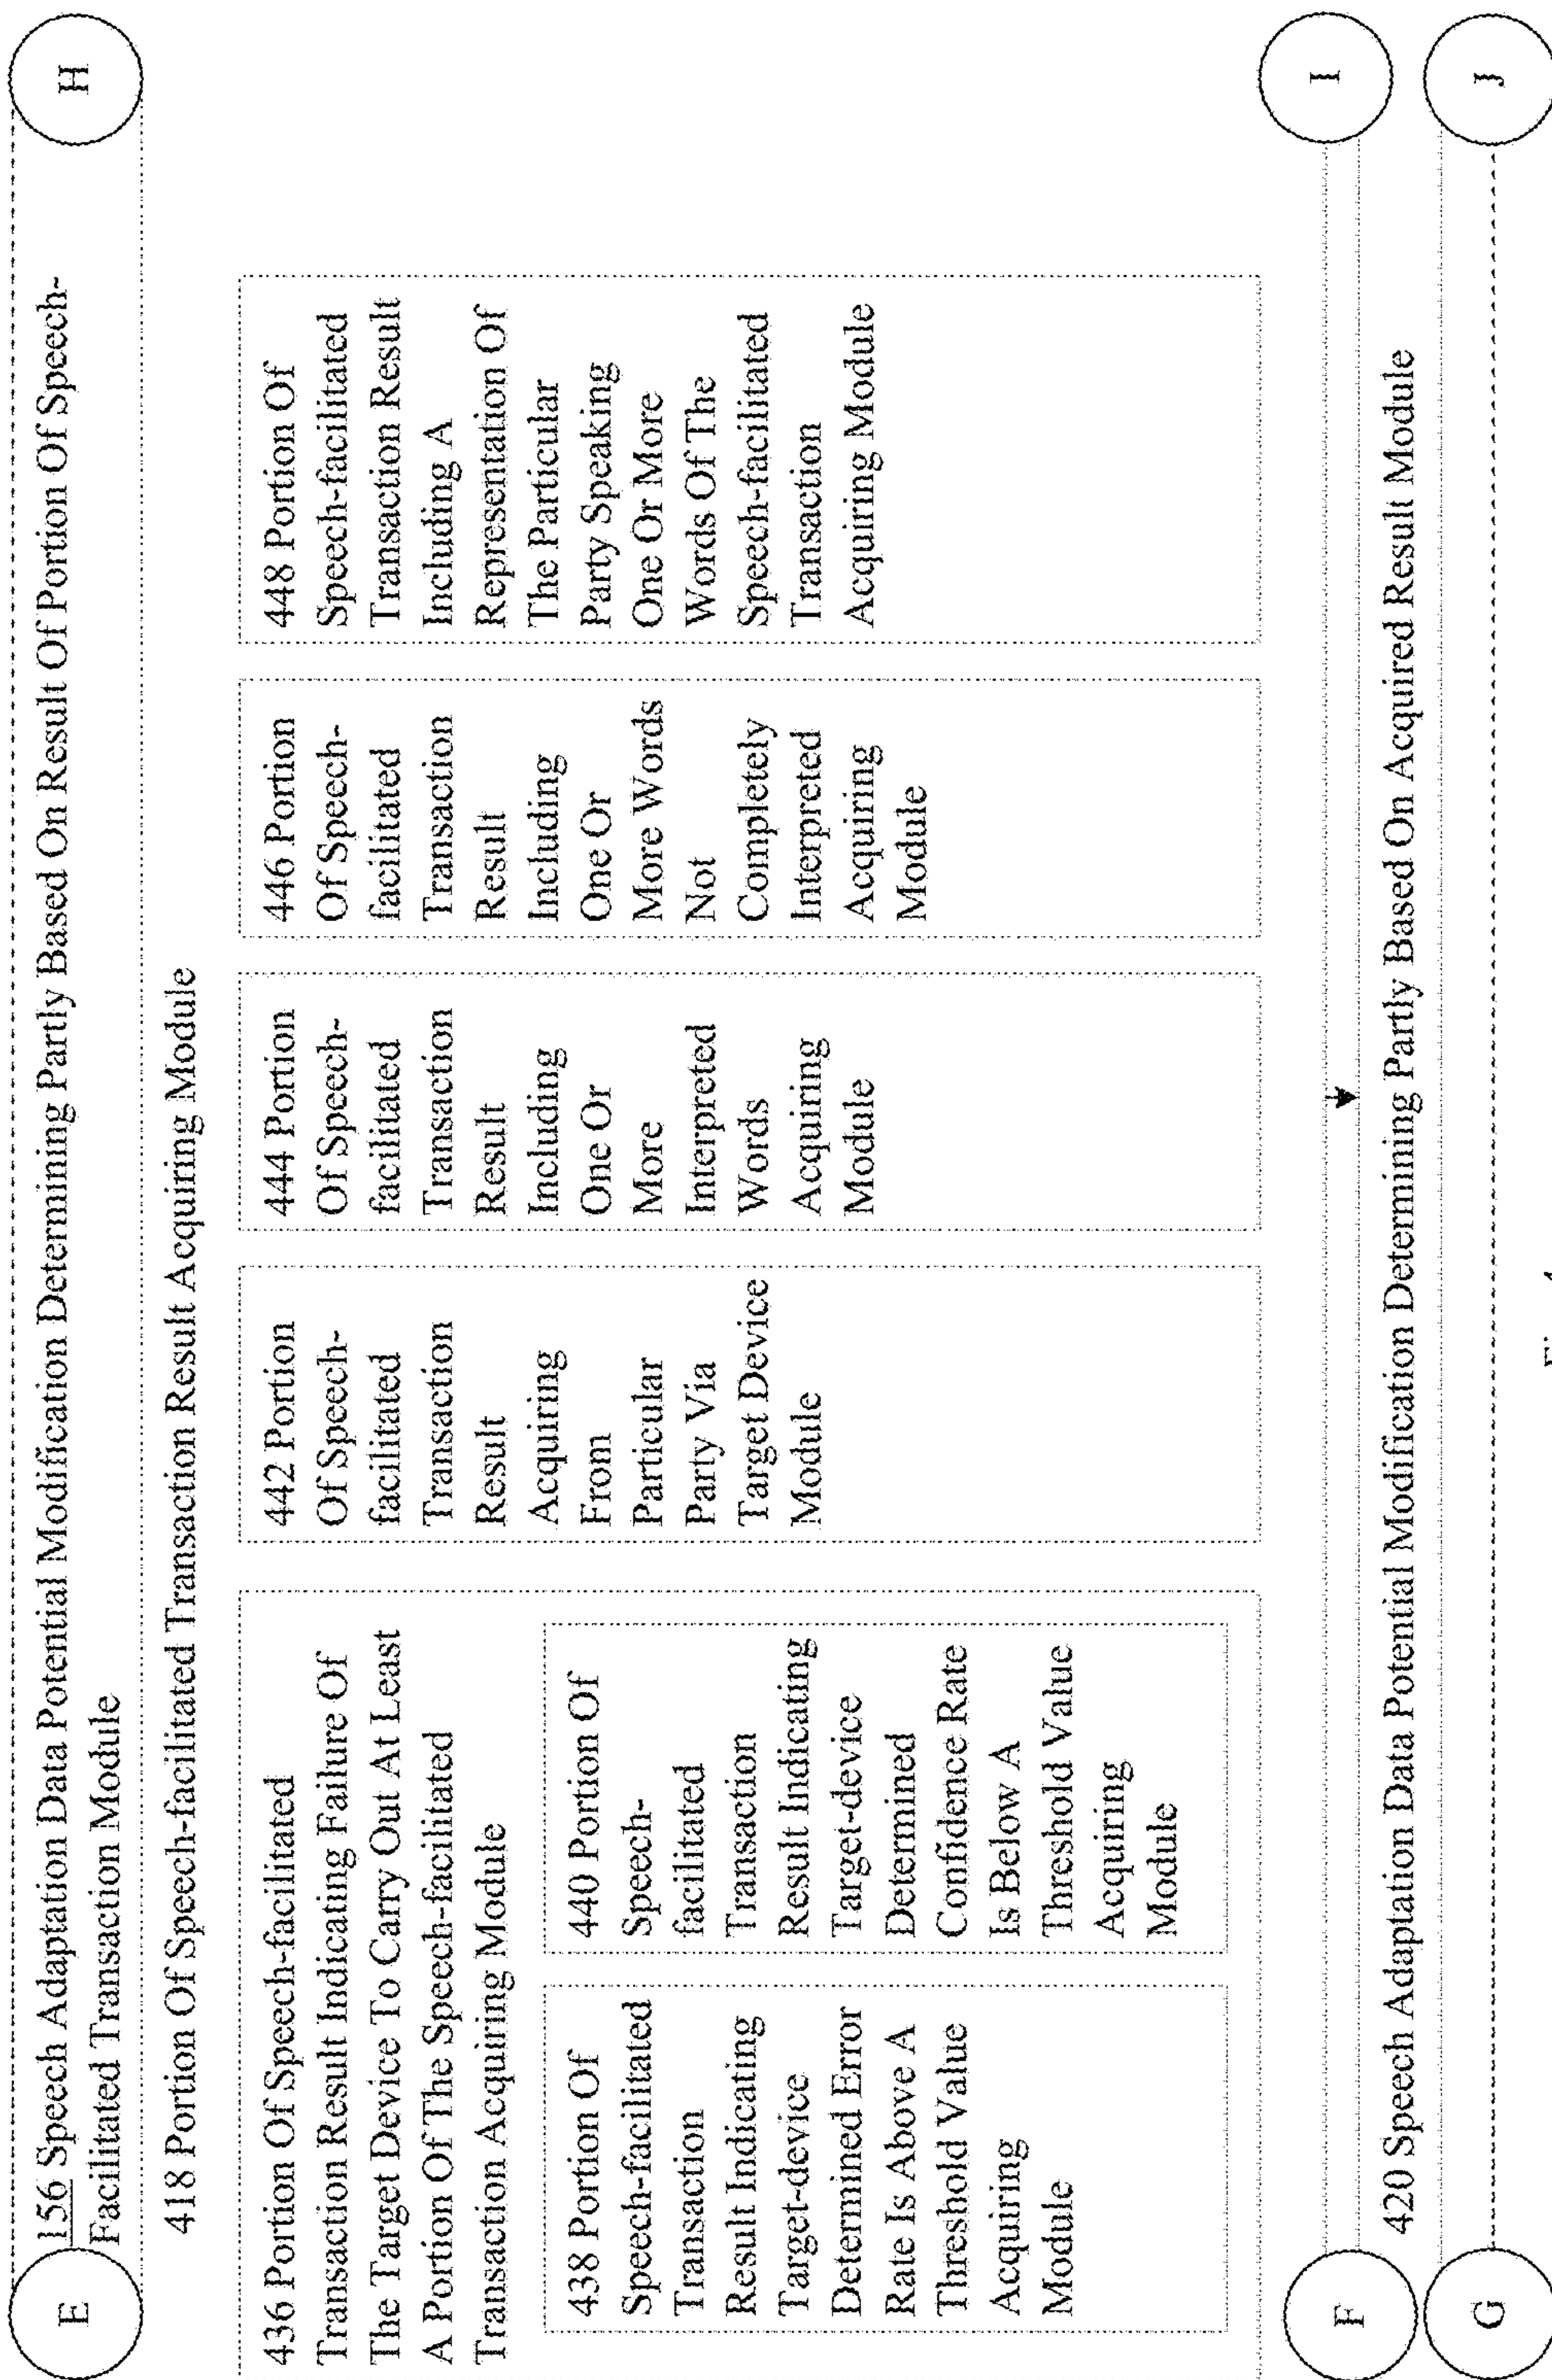 E
H
156 Speech Adaptation Data Potential Modification Determining Partly Based On Result Of Portion Of Speech-
Facilitated Transaction Module
418 Portion Of Speech-facilitated Transaction Result Acquiring Module
436 Portion Of Speech-facilitated
Transaction Result Indicating Failure Of
The Target Device To Carry Out At Least
A Portion Of The Speech-facilitated
Transaction Acquiring Module
438 Portion Of
Speech-facilitated
Transaction
Result Indicating
Target-device
Determined Error
Rate Is Above A
Threshold Value
Acquiring
Module
440 Portion Of
Speech-
facilitated
Transaction
Result Indicating
Target-device
Determined
Confidence Rate
Is Below A
Threshold Value
Acquiring
Module
442 Portion
Of Speech-
facilitated
Transaction
Result
Acquiring
From
Particular
Party Via
Target Device
Module
444 Portion
Of Speech-
facilitated
Transaction
Result
Including
One Or
More
Interpreted
Words
Acquiring
Module
446 Portion
Of Speech-
facilitated
Transaction
Result
Including
One Or
More Words
Not
Completely
Interpreted
Acquiring
Module
448 Portion Of
Speech-facilitated
Transaction Result
Including A
Representation Of
The Particular
Party Speaking
One Or More
Words Of The
Speech-facilitated
Transaction
Acquiring Module
F
I
420 Speech Adaptation Data Potential Modification Determining Partly Based On Acquired Result Module
G
J